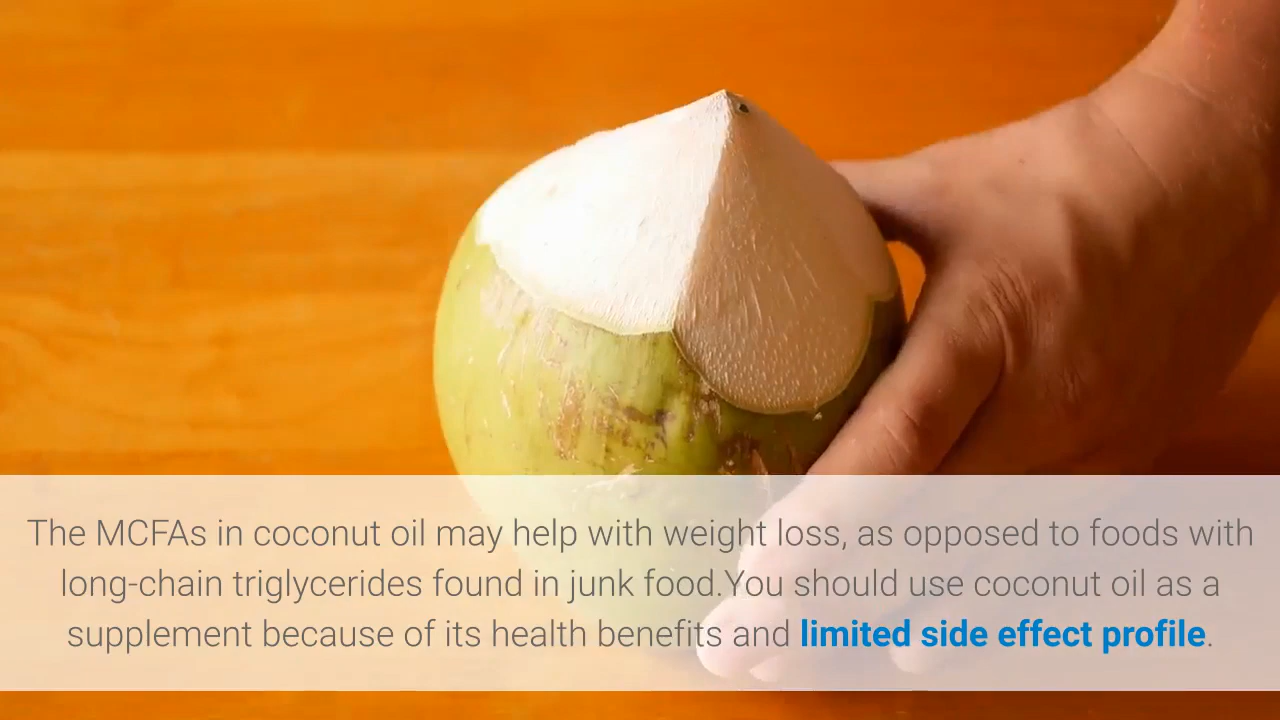 The MCFAs in coconut oil may help with weight loss, as opposed to foods with
long-chain triglycerides found in junk food.You should use coconut oil as a
supplement because of its health benefits and limited side effect profile.